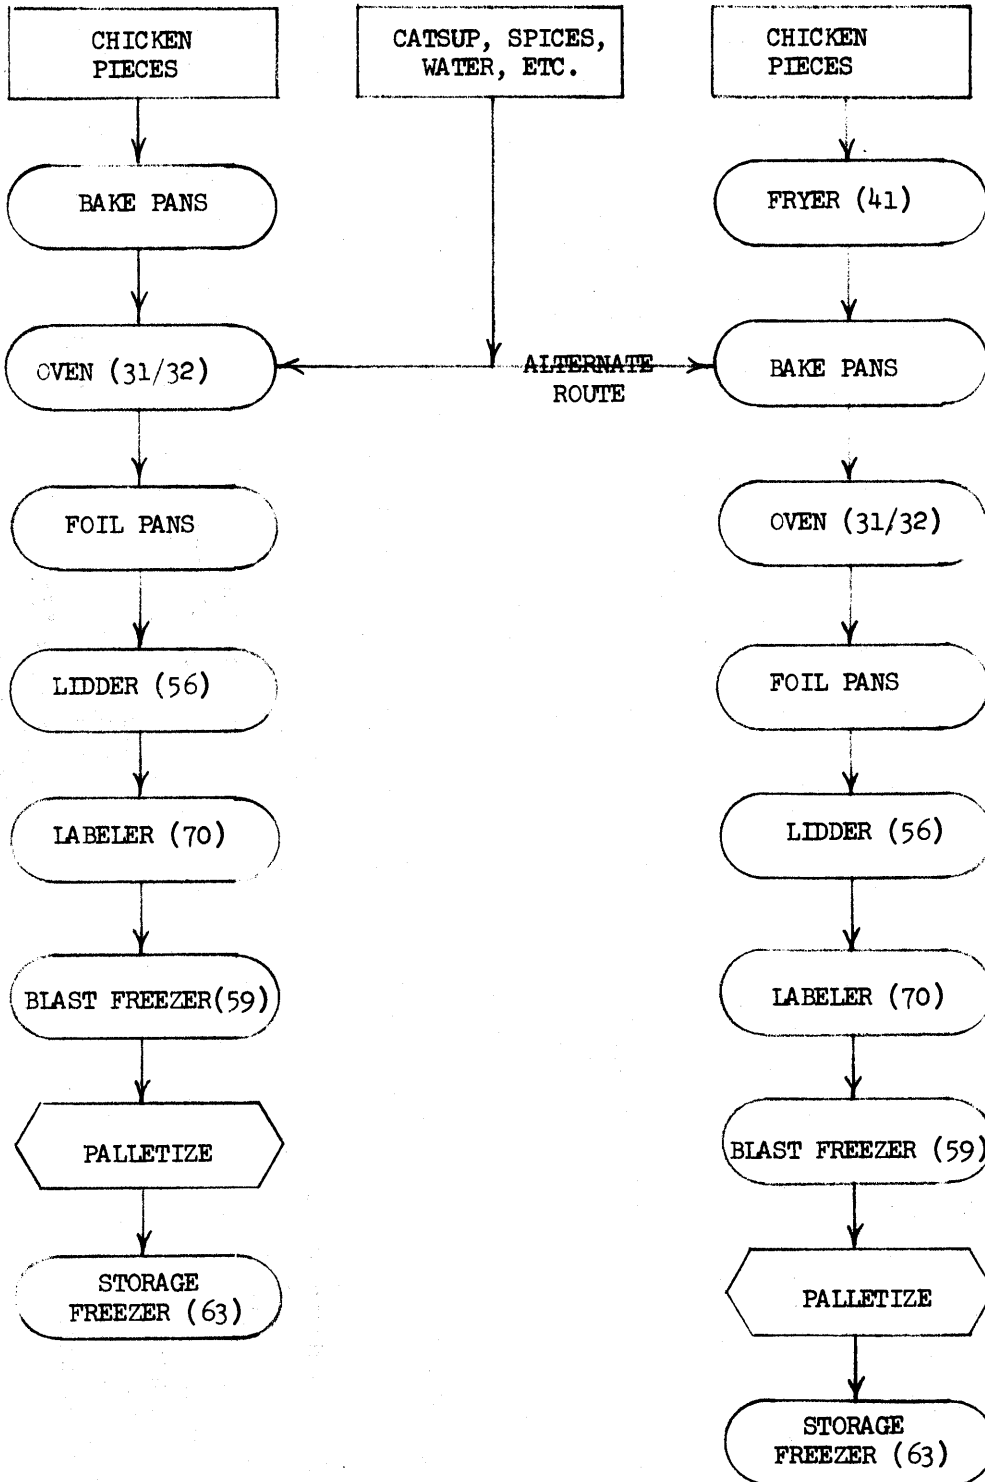 CHICKEN
PIECES
BAKE PANS
OVEN (31/32)
FOIL PANS
LIDDER (56)
LABELER (70)
BLAST FREEZER(59)
PALLETIZE
STORAGE
FREEZER (63)
CATSUP, SPICES,
WATER, ETC.
ALTERNATE
ROUTE
CHICKEN
PIECES
FRYER (41)
BAKE PANS
OVEN (31/32)
FOIL PANS
LIDDER (56)
LABELER (70)
BLAST FREEZER (59)
PALLETIZE
STORAGE
FREEZER (63)